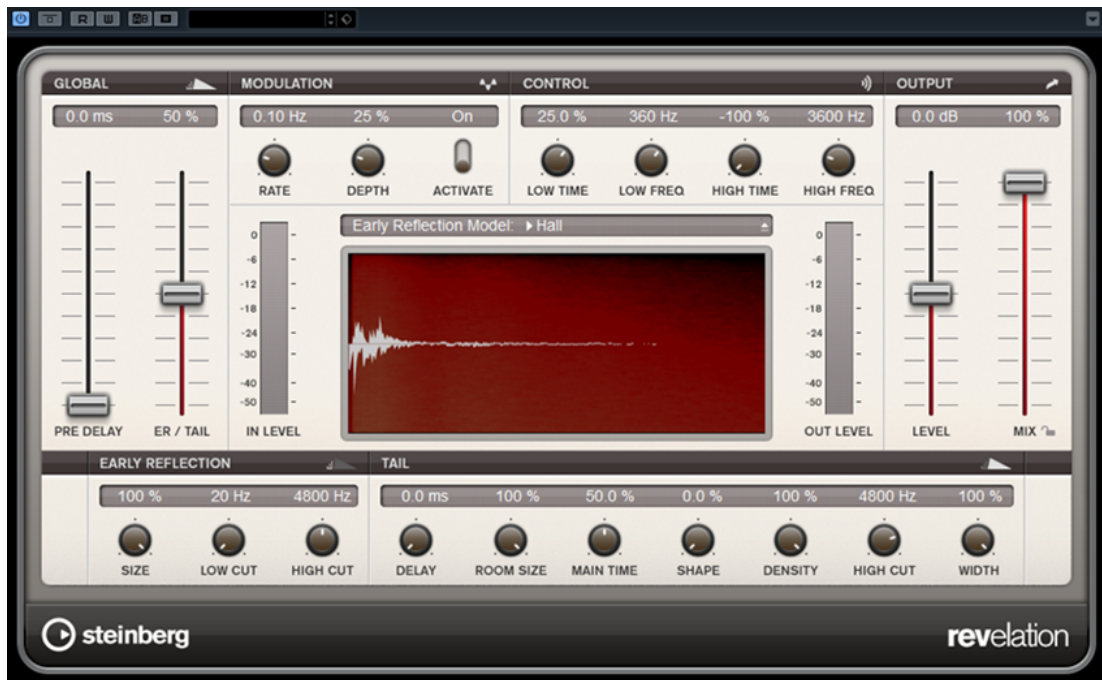 R W AB
GLOBAL MODULATION CONTROL OUTPUT
0.0 ms 50 % 0.10 Hz 25 % On 25.0 % 360 Hz -100 % 3600 Hz 0.0 dB 100 %
RATE DEPTH ACTIVATE LOW TIME LOW FREQ HIGH TIME HIGH FREQ
Early Reflection Model: Hall
0 0
-6 -6
-12 -12
-18 -18
-24 -24
-30 -30
-40 -40
-50 -50
PRE DELAY ER / TAIL IN LEVEL OUT LEVEL LEVEL MIX
EARLY REFLECTION TAIL
100 % 20 Hz 4800 Hz 0.0 ms 100 % 50.0 % 0.0 % 100 % 4800 Hz 100 %
SIZE LOW CUT HIGH CUT DELAY ROOM SIZE MAIN TIME SHAPE DENSITY HIGH CUT WIDTH
steinberg revelation